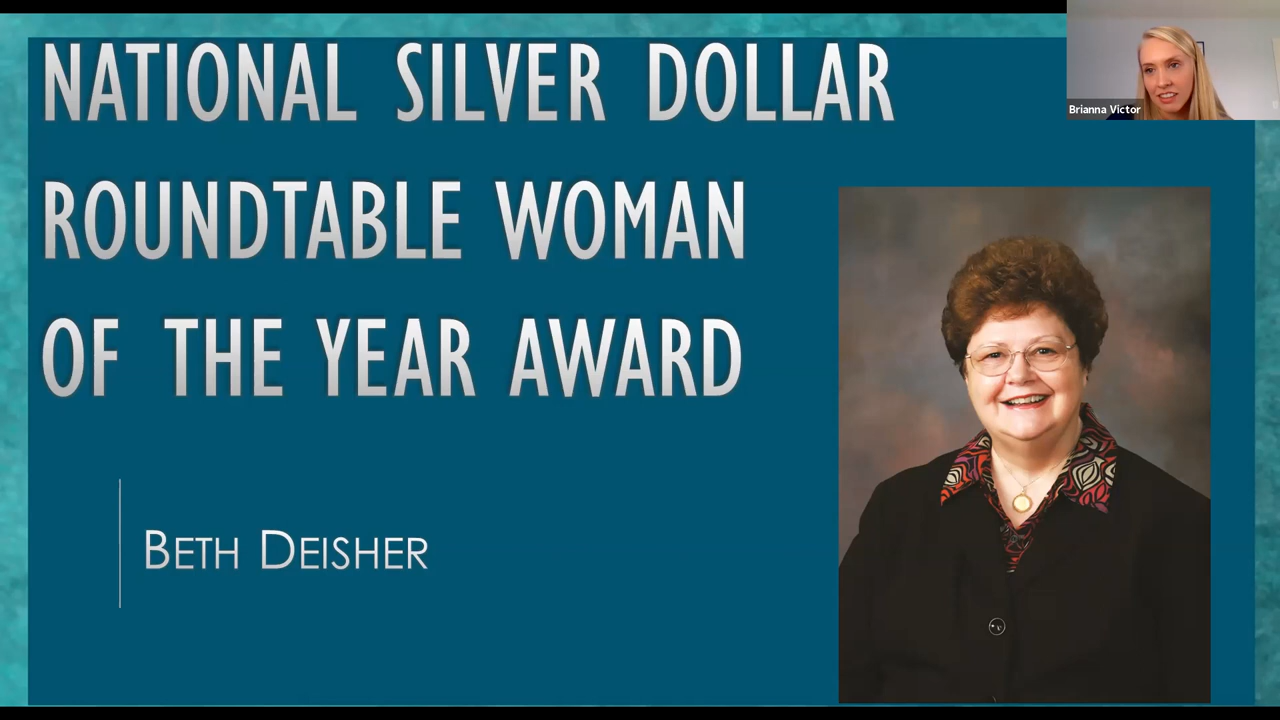 NATIONAL SILVER DOLLAR
ROUNDTABLE WOMAN
OF THE YEAR AWARD
BETH DEISHER
Brianna Victor